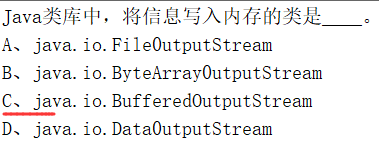 Java类库中，将信息写入内存的类是____。
A、java.io.FileOutputStream
B、java.io.ByteArrayOutputStream
C、java.io.BufferedOutputStream
D、java.io.DataOutputStream